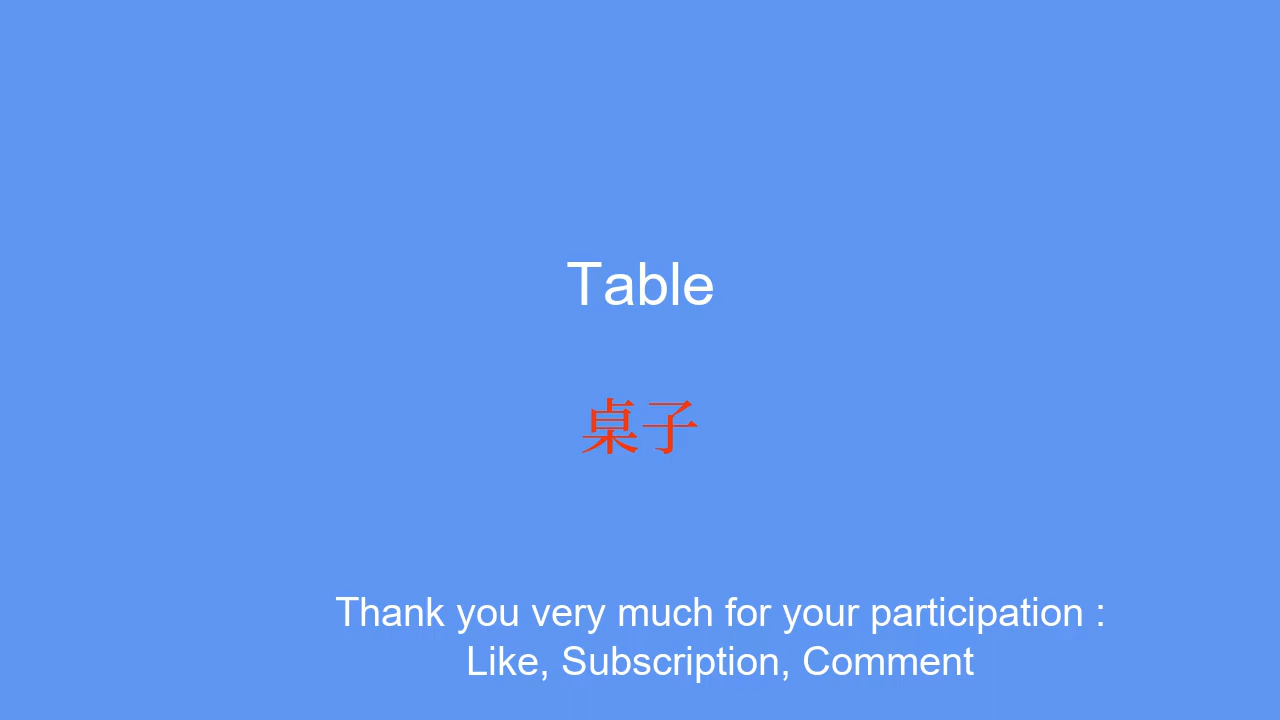 Table
桌子
Thank you very much for your participation :
Like, Subscription, Comment